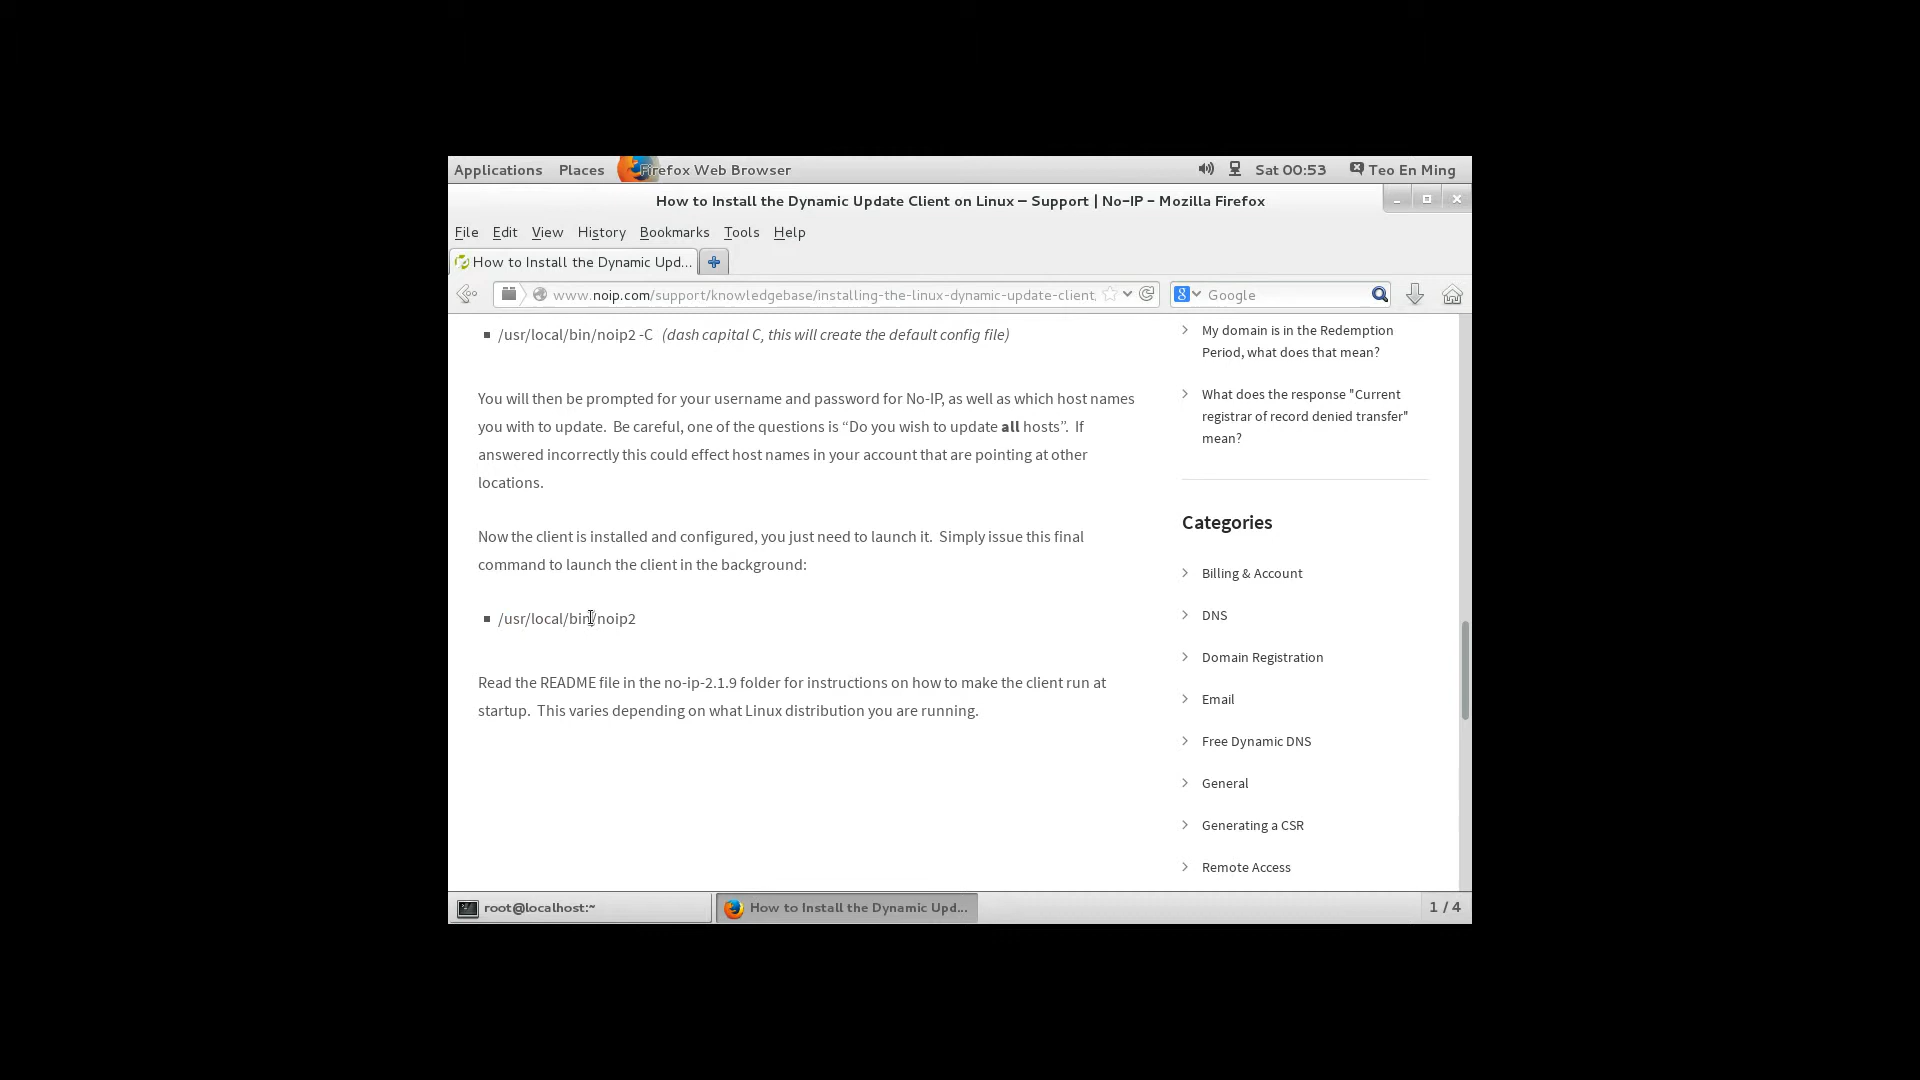 Applications Places Firefox Web Browser Sat 00:53 Teo En Ming
How to Install the Dynamic Update Client on Linux — Support | No-IP - Mozilla Firefox
File Edit View History Bookmarks Tools Help
How to Install the Dynamic Upd...
www.noip.com/support/knowledgebase/installing-the-linux-dynamic-update-client, Google
/usr/local/bin/noip2 -C (dash capital C, this will create the default config file)
You will then be prompted for your username and password for No-IP, as well as which host names
you with to update. Be careful, one of the questions is “Do you wish to update all hosts”. If
answered incorrectly this could effect host names in your account that are pointing at other
locations.
Now the client is installed and configured, you just need to launch it. Simply issue this final
command to launch the client in the background:
/usr/local/bin/noip2
Read the README file in the no-ip-2.1.9 folder for instructions on how to make the client run at
startup. This varies depending on what Linux distribution you are running.
My domain is in the Redemption
Period, what does that mean?
What does the response "Current
registrar of record denied transfer"
mean?
Categories
Billing & Account
DNS
Domain Registration
Email
Free Dynamic DNS
General
Generating a CSR
Remote Access
root@localhost:~ How to Install the Dynamic Upd... 1 / 4